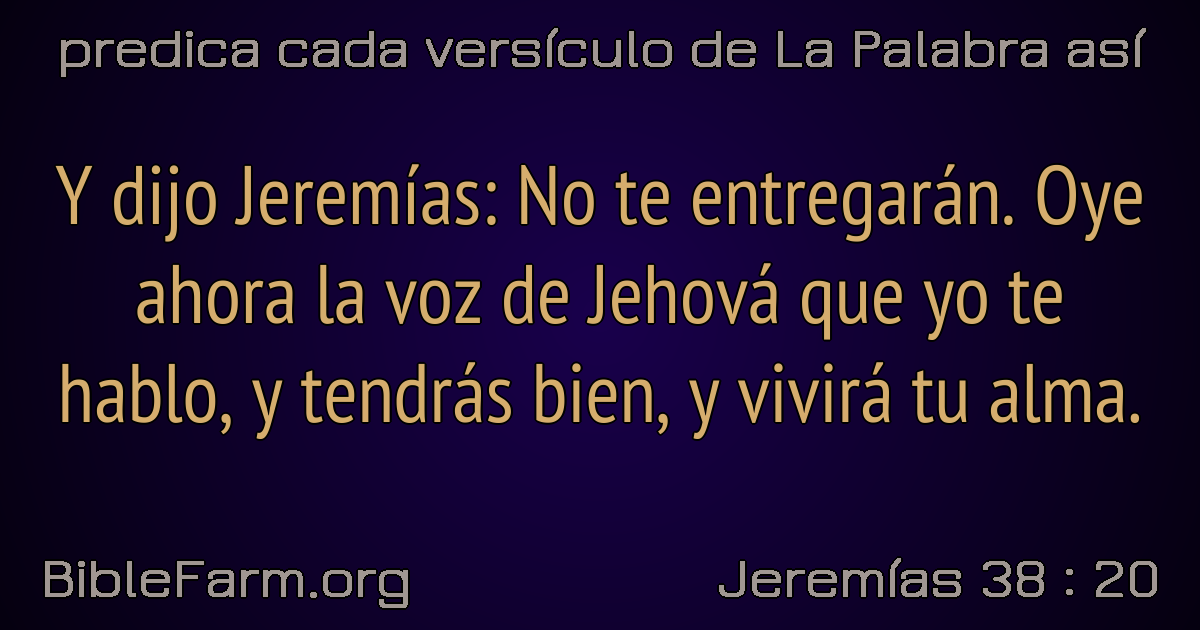 predica cada versículo de La Palabra así
Y dijo Jeremías: No te entregarán. Oye
ahora la voz de Jehová que yo te
hablo, y tendrás bien, y vivirá tu alma.
BibleFarm.org
Jeremías 38 : 20